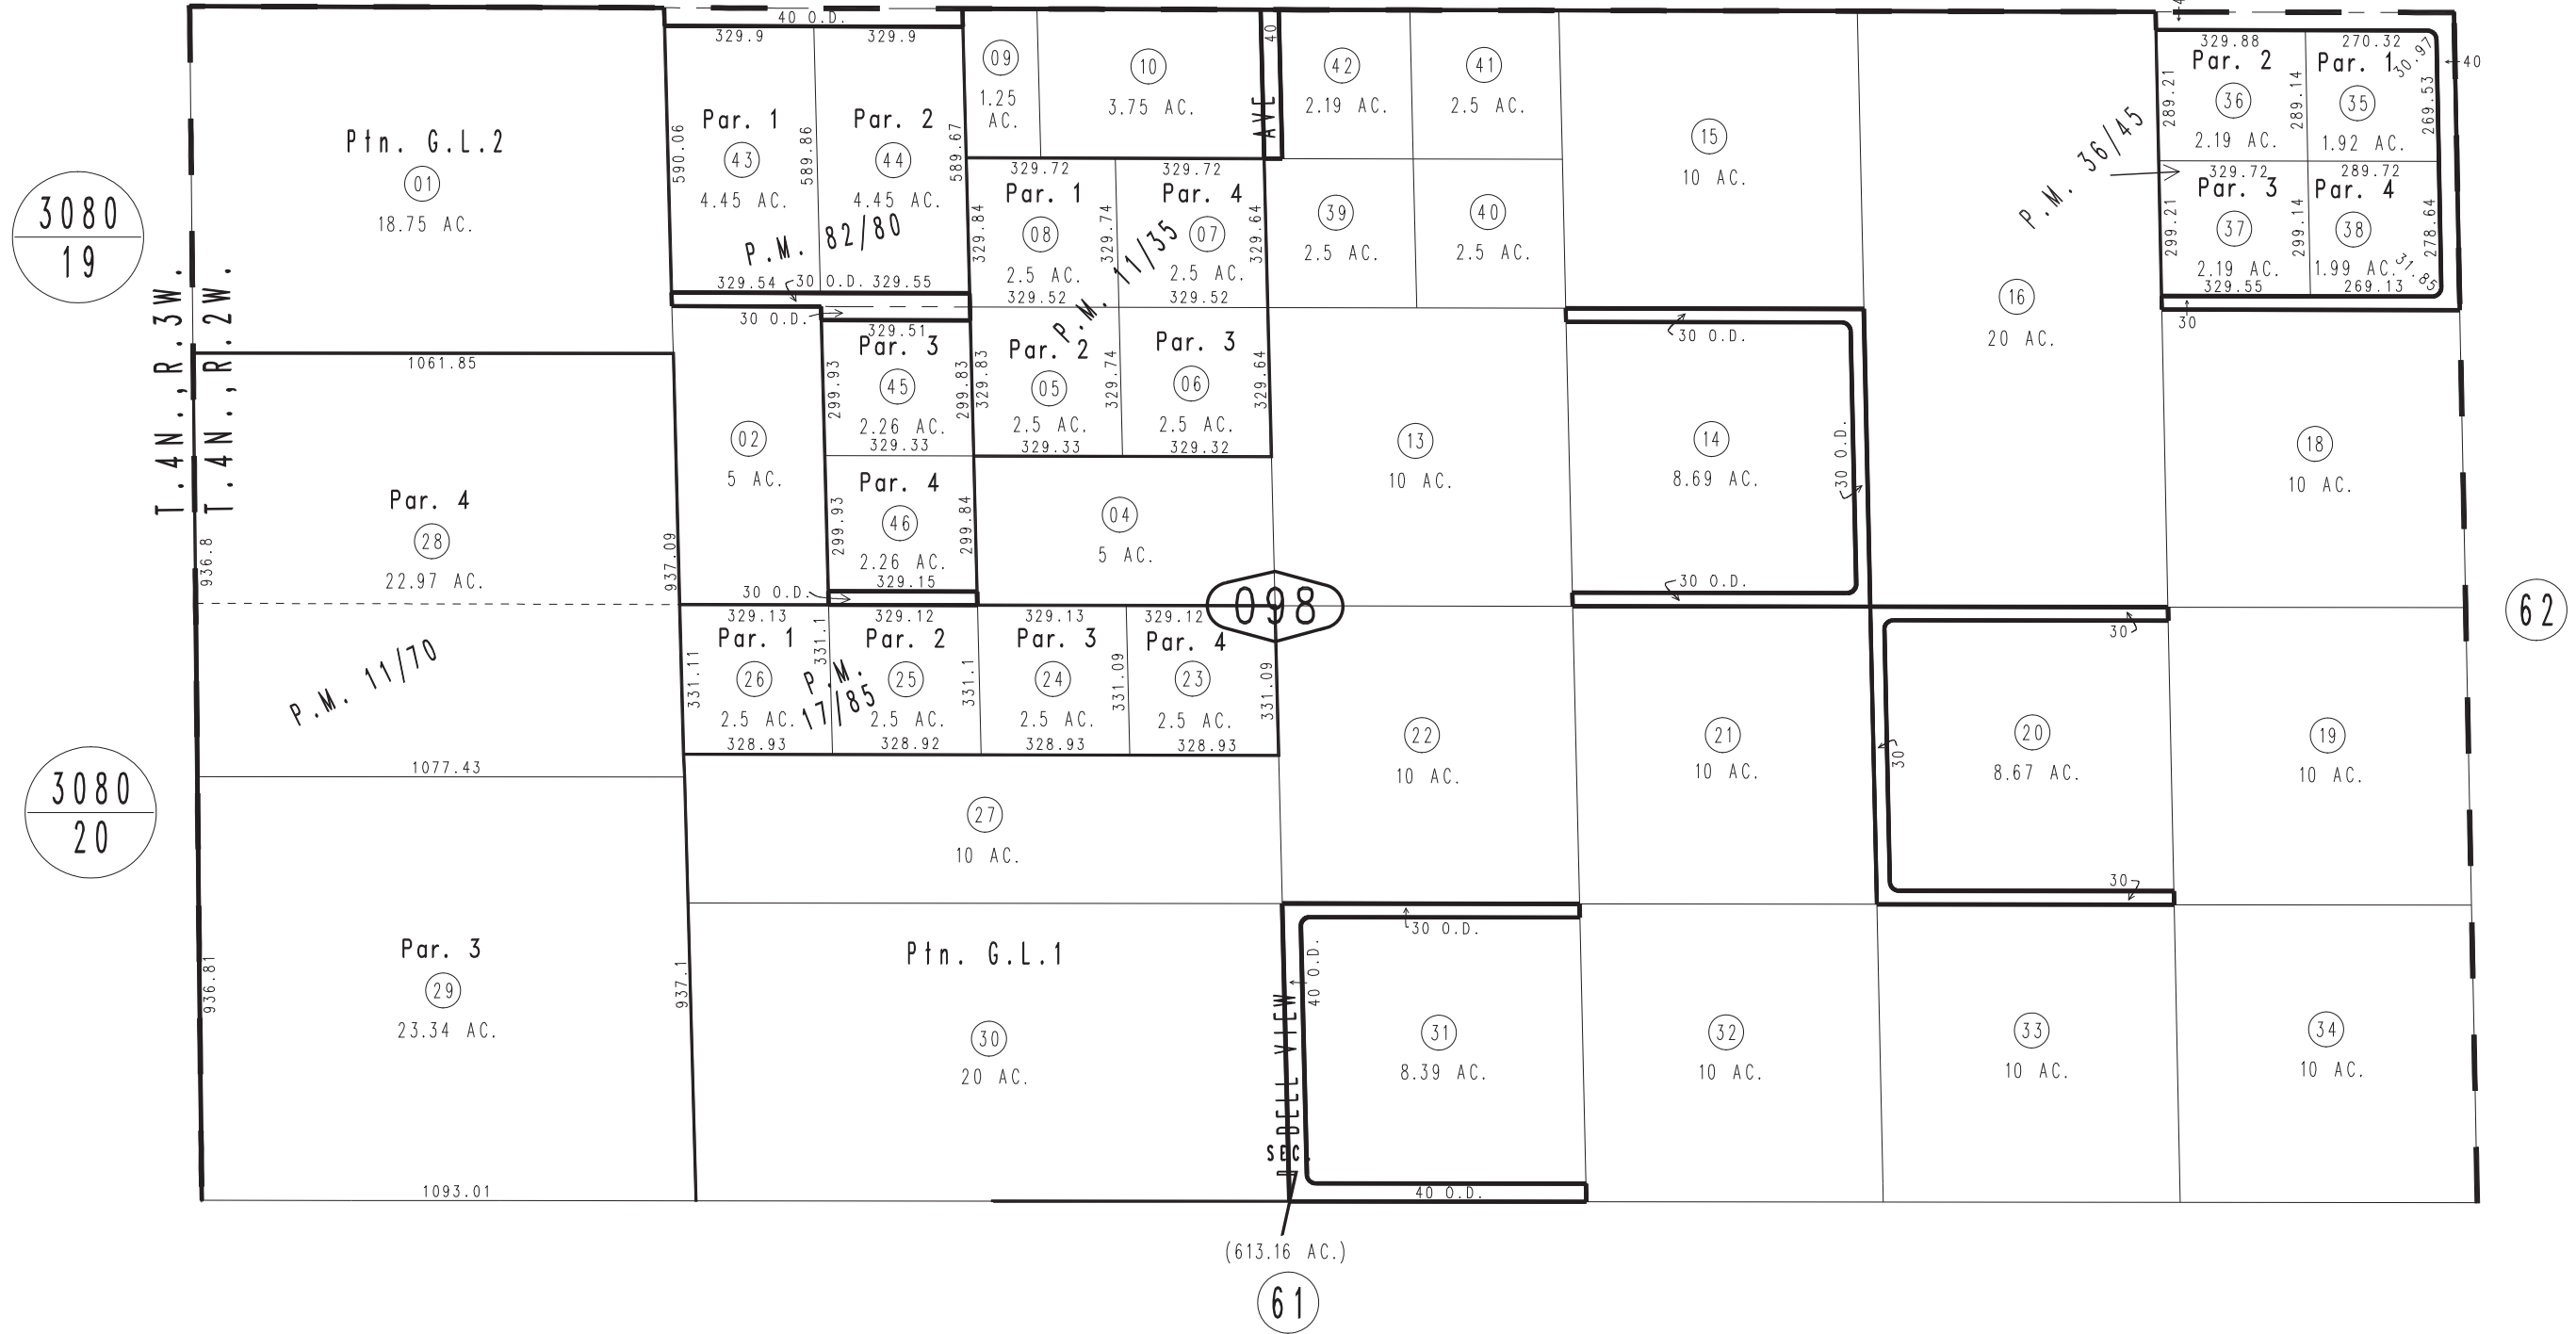 40 O.D.
329.9
329.9
Par. 1
43
4.45 AC.
590.06
589.86
Par. 2
44
4.45 AC.
589.67
P.M. 82/80
329.54
30 O.D.
329.55
Ptn. G.L.2
01
18.75 AC.
3080
19
T.4N.,R.3W.
T.4N.,R.2W.
09
1.25
AC.
10
3.75 AC.
40
AVE
42
2.19 AC.
41
2.5 AC.
15
10 AC.
329.88
270.32
30.97
40
Par. 2
36
2.19 AC.
289.21
289.14
Par. 1
35
1.92 AC.
269.53
P.M. 36/45
329.72
289.72
Par. 3
37
2.19 AC.
299.21
299.14
Par. 4
38
1.99 AC.
278.64
31.85
329.55
269.13
30
329.72
329.72
Par. 1
08
2.5 AC.
329.84
329.74
Par. 4
07
2.5 AC.
329.64
329.52
329.52
P.M. 11/35
39
2.5 AC.
40
2.5 AC.
16
20 AC.
30 O.D.
329.51
Par. 3
45
2.26 AC.
299.93
299.83
329.33
Par. 2
05
2.5 AC.
329.83
329.74
329.33
Par. 3
06
2.5 AC.
329.64
329.32
30 O.D.
1061.85
Par. 4
28
22.97 AC.
936.8
937.09
02
5 AC.
Par. 4
46
2.26 AC.
299.93
299.84
329.15
30 O.D.
04
5 AC.
13
10 AC.
14
8.69 AC.
30 O.D.
30 O.D.
18
10 AC.
098
62
329.13
329.12
329.13
329.12
Par. 1
26
2.5 AC.
331.11
331.1
328.93
Par. 2
25
2.5 AC.
331.1
328.92
P.M.
17/85
Par. 3
24
2.5 AC.
331.09
328.93
Par. 4
23
2.5 AC.
331.09
328.93
P.M. 11/70
22
10 AC.
21
10 AC.
30
30
20
8.67 AC.
30
19
10 AC.
3080
20
1077.43
27
10 AC.
Par. 3
29
23.34 AC.
936.81
937.1
1093.01
Ptn. G.L.1
30
20 AC.
30 O.D.
40 O.D.
DELL VIEW
SEC.
31
8.39 AC.
40 O.D.
32
10 AC.
33
10 AC.
34
10 AC.
(613.16 AC.)
61